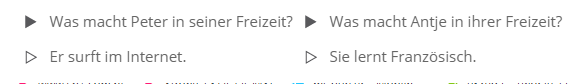 Was macht Peter in seiner Freizeit?
Er surft im Internet.
Was macht Antje in ihrer Freizeit?
Sie lernt Französisch.